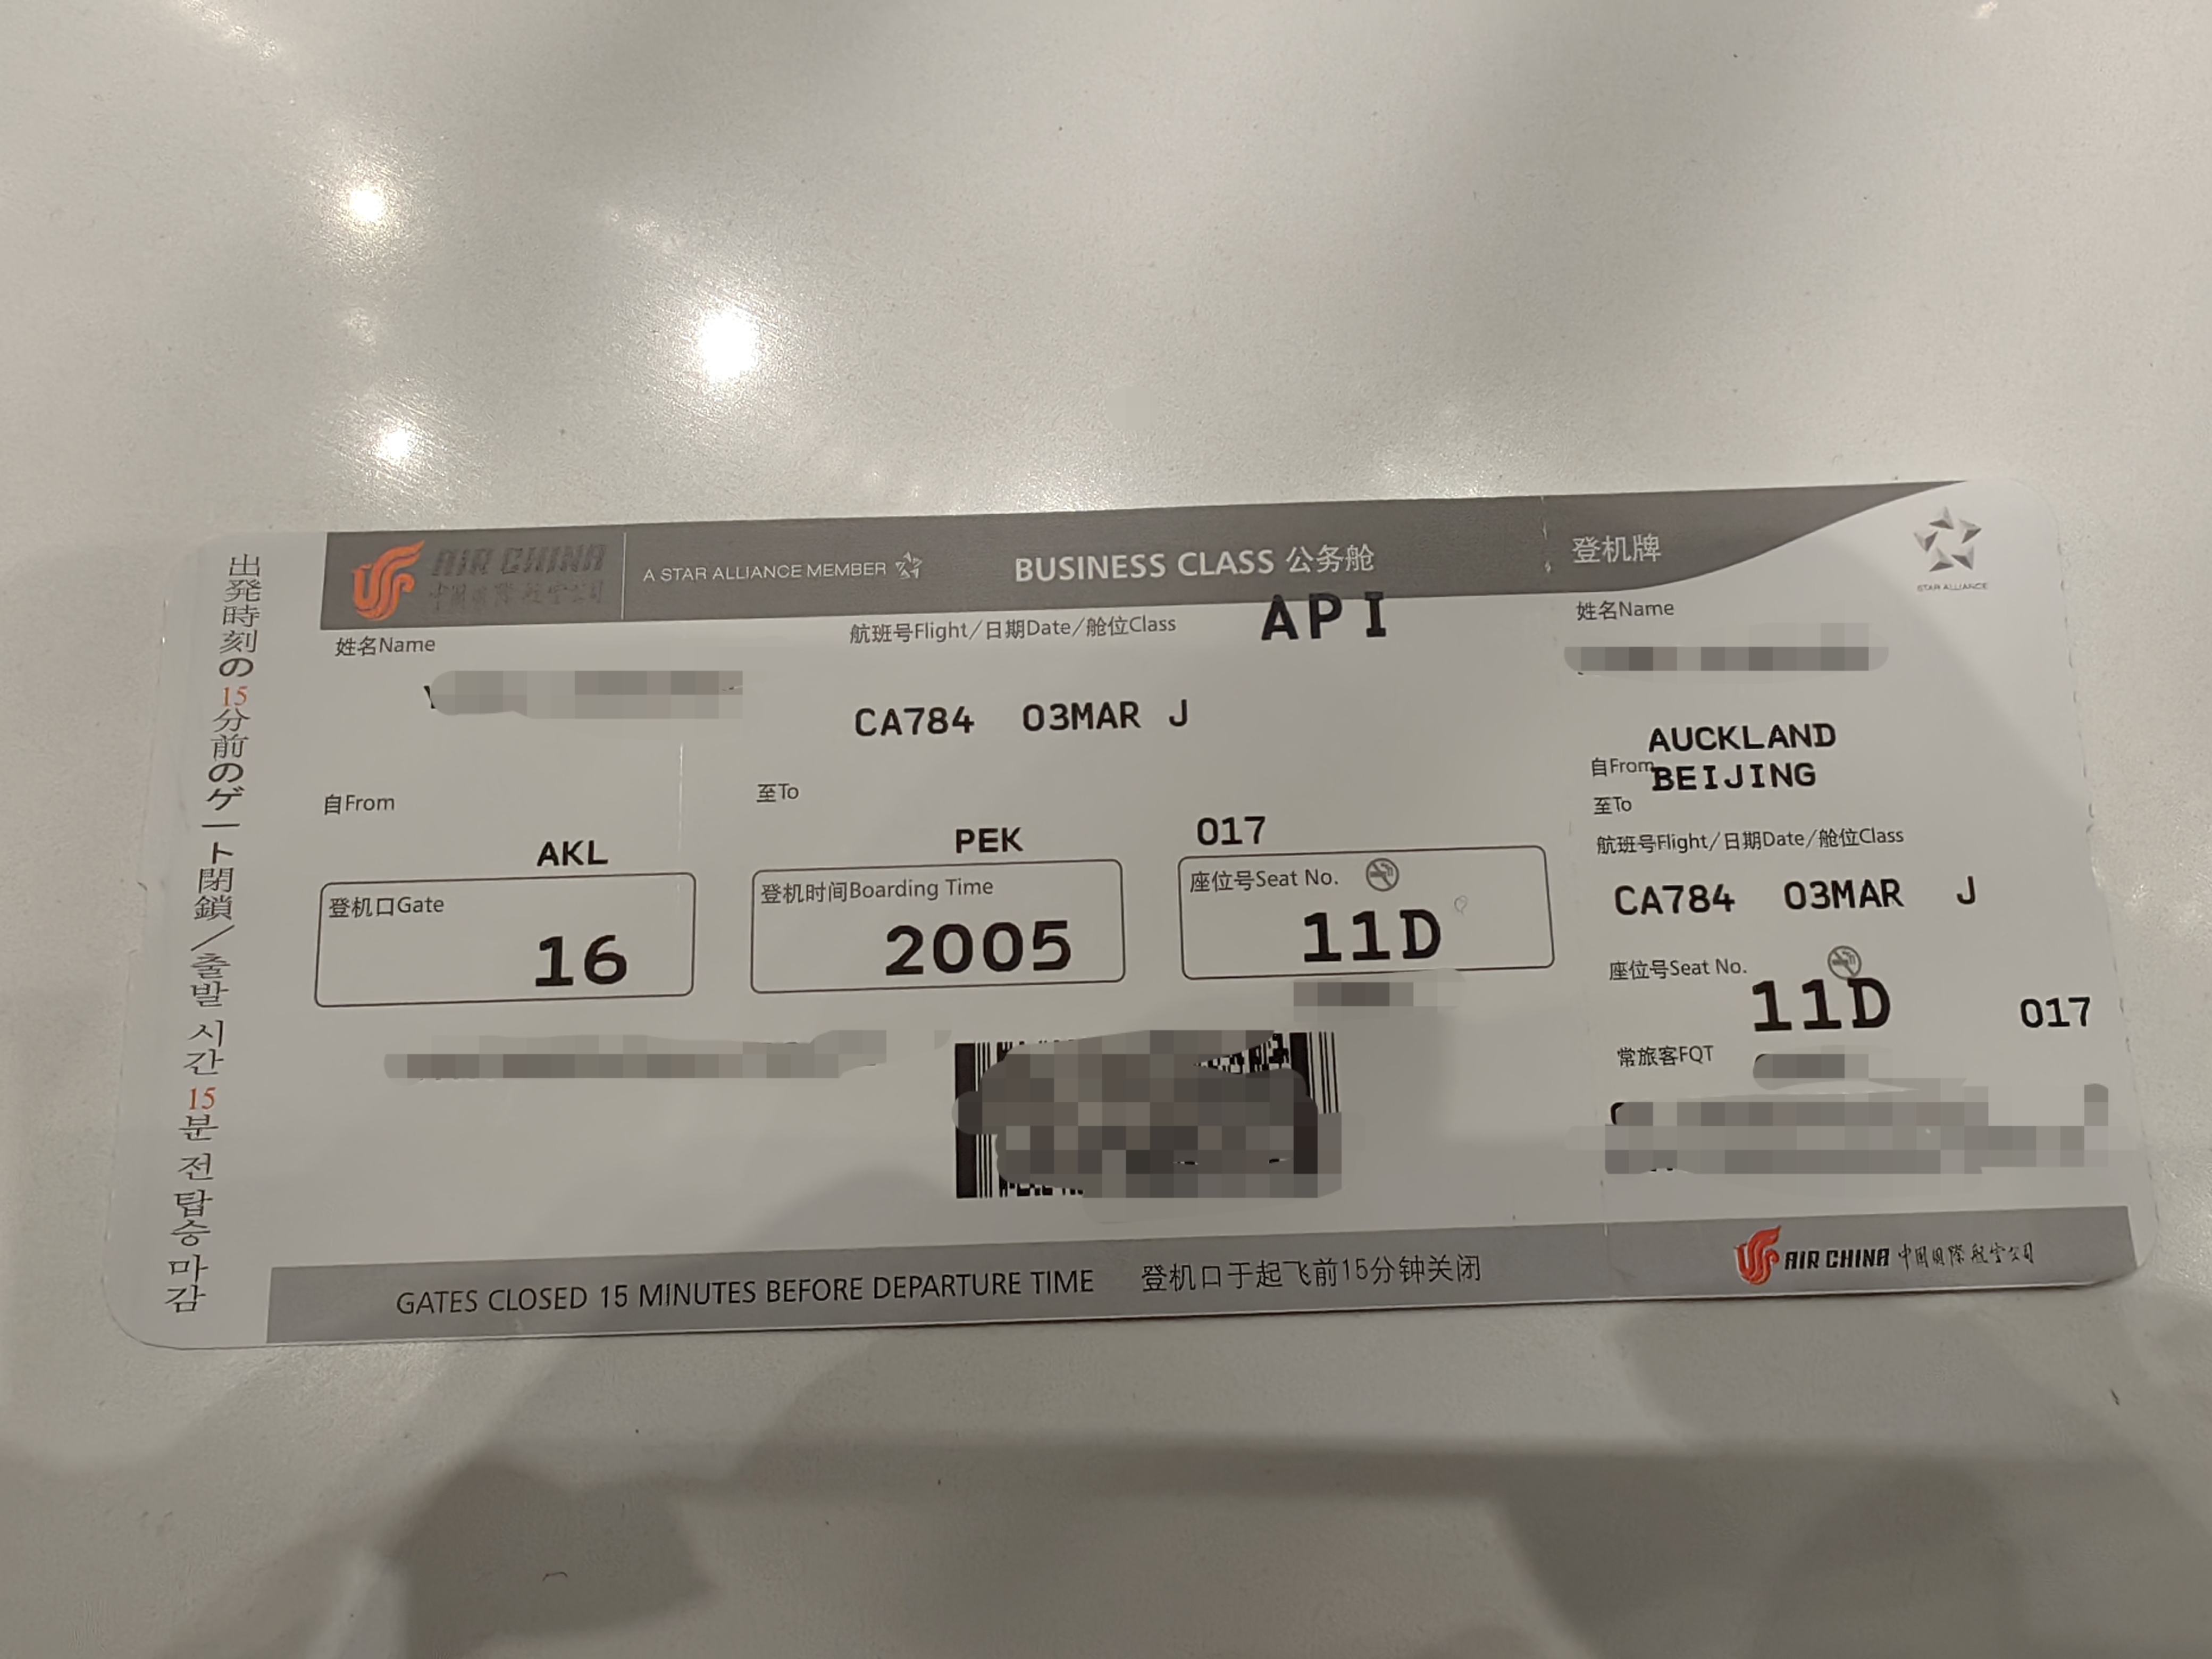 出発時刻の15分前のゲート閉鎖/출발 시간 15분 전 탑승 마감
AIR CHINA
中国国际航空公司
A STAR ALLIANCE MEMBER
BUSINESS CLASS 公务舱
登机牌
STAR ALLIANCE
姓名Name
航班号Flight/日期Date/舱位Class
API
CA784 03MAR J
自From
至To
AKL
PEK
017
登机口Gate
16
登机时间Boarding Time
2005
座位号Seat No.
11D
GATES CLOSED 15 MINUTES BEFORE DEPARTURE TIME 登机口于起飞前15分钟关闭
姓名Name
AUCKLAND
自From
BEIJING
至To
航班号Flight/日期Date/舱位Class
CA784 03MAR J
座位号Seat No.
11D
017
常旅客FQT
AIR CHINA 中国国际航空公司